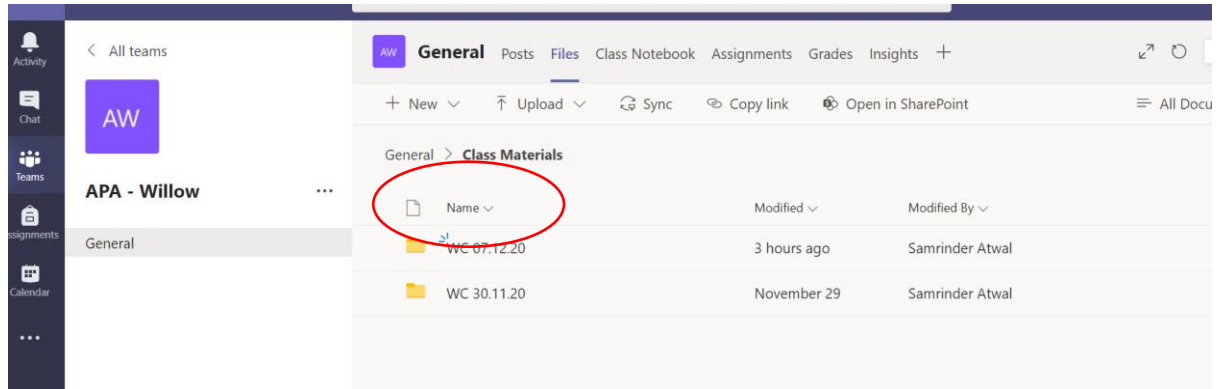 Activity
Chat
Teams
ssignments
Calendar
...
All teams
AW
APA - Willow
...
General
AW General Posts Files Class Notebook Assignments Grades Insights
New Upload Sync Copy link Open in SharePoint All Docu
General > Class Materials
Name Modified Modified By
WC 07.12.20 3 hours ago Samrinder Atwal
WC 30.11.20 November 29 Samrinder Atwal